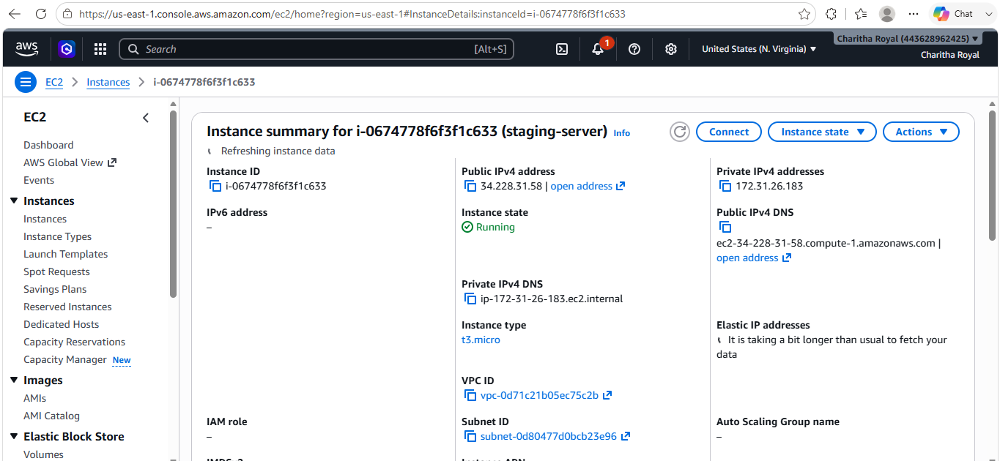 https://us-east-1.console.aws.amazon.com/ec2/home?region=us-east-1#InstanceDetails:instanceId=i-0674778f6f3f1c633
Chat
aws
Search
[Alt+S]
1
United States (N. Virginia)
Charitha Royal (443628962425)
Charitha Royal
EC2
Instances
i-0674778f6f3f1c633
EC2
Dashboard
AWS Global View
Events
Instances
Instances
Instance Types
Launch Templates
Spot Requests
Savings Plans
Reserved Instances
Dedicated Hosts
Capacity Reservations
Capacity Manager New
Images
AMIs
AMI Catalog
Elastic Block Store
Volumes
Instance summary for i-0674778f6f3f1c633 (staging-server) Info
Connect
Instance state
Actions
Refreshing instance data
Instance ID
i-0674778f6f3f1c633
Public IPv4 address
34.228.31.58 | open address
Private IPv4 addresses
172.31.26.183
IPv6 address
–
Instance state
Running
Public IPv4 DNS
ec2-34-228-31-58.compute-1.amazonaws.com |
open address
Private IPv4 DNS
ip-172-31-26-183.ec2.internal
Instance type
t3.micro
Elastic IP addresses
It is taking a bit longer than usual to fetch your
data
VPC ID
vpc-0d71c21b05ec75c2b
IAM role
–
Subnet ID
subnet-0d80477d0bcb23e96
Auto Scaling Group name
–